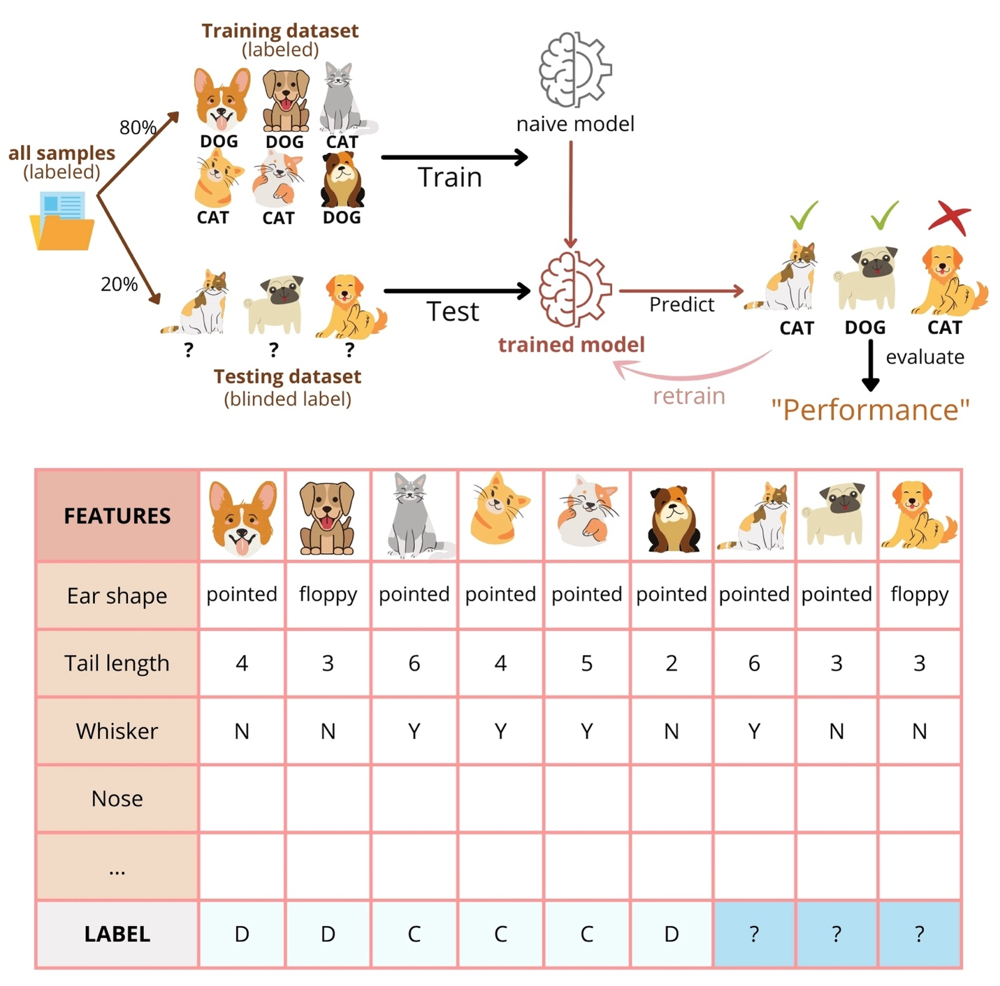 Training dataset
(labeled)
80%
DOG DOG CAT
all samples
(labeled)
CAT CAT DOG
Train
naive model
20%
? ? ?
Testing dataset
(blinded label)
Test
trained model
Predict
CAT DOG CAT
evaluate
retrain
"Performance"
FEATURES
Ear shape pointed floppy pointed pointed pointed pointed pointed pointed floppy
Tail length 4 3 6 4 5 2 6 3 3
Whisker N N Y Y Y N Y N N
Nose
...
LABEL D D C C C D ? ? ?